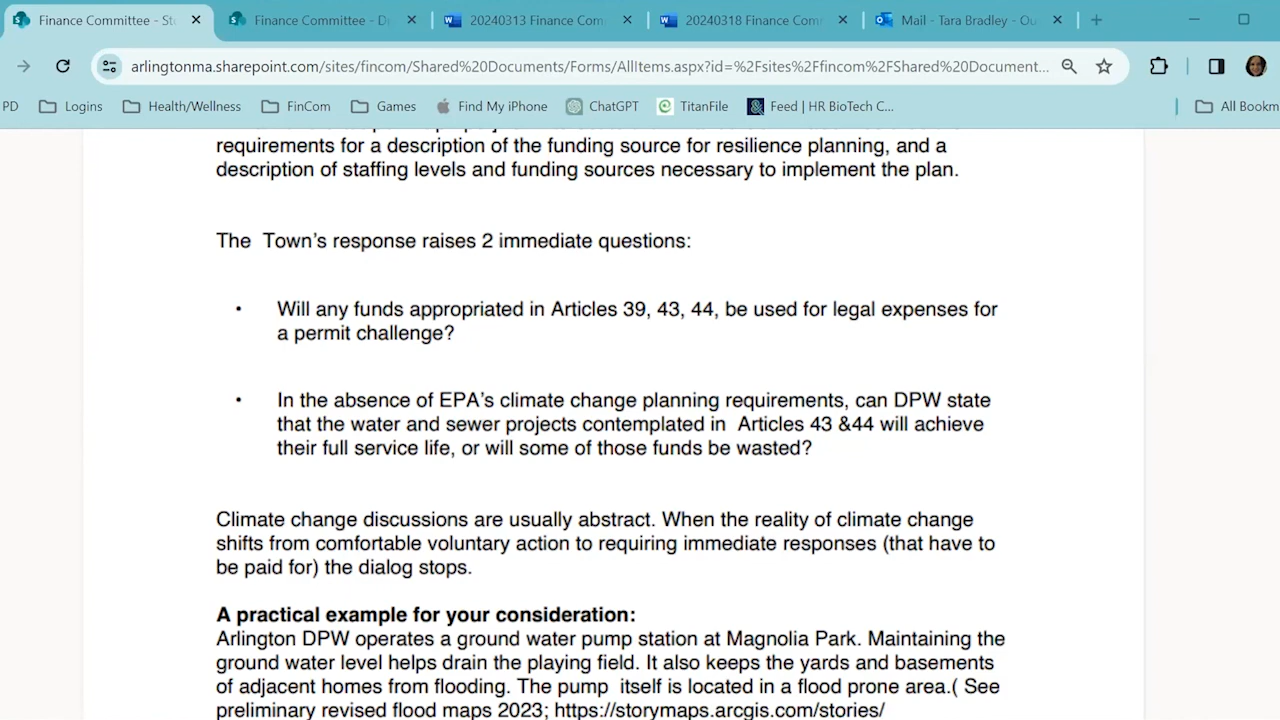 Finance Committee - St
Finance Committee - D
20240313 Finance Com
20240318 Finance Comm
Mail - Tara Bradley - Ou
arlingtonma.sharepoint.com/sites/fincom/Shared%20Documents/Forms/AllItems.aspx?id=%2Fsites%2Ffincom%2FShared%20Document...
PD
Logins
Health/Wellness
FinCom
Games
Find My iPhone
ChatGPT
TitanFile
Feed | HR BioTech C...
All Bookm
requirements for a description of the funding source for resilience planning, and a
description of staffing levels and funding sources necessary to implement the plan.
The  Town's response raises 2 immediate questions:
• Will any funds appropriated in Articles 39, 43, 44, be used for legal expenses for
a permit challenge?
• In the absence of EPA's climate change planning requirements, can DPW state
that the water and sewer projects contemplated in  Articles 43 &44 will achieve
their full service life, or will some of those funds be wasted?
Climate change discussions are usually abstract. When the reality of climate change
shifts from comfortable voluntary action to requiring immediate responses (that have to
be paid for) the dialog stops.
A practical example for your consideration:
Arlington DPW operates a ground water pump station at Magnolia Park. Maintaining the
ground water level helps drain the playing field. It also keeps the yards and basements
of adjacent homes from flooding. The pump  itself is located in a flood prone area.( See
preliminary revised flood maps 2023; https://storymaps.arcgis.com/stories/